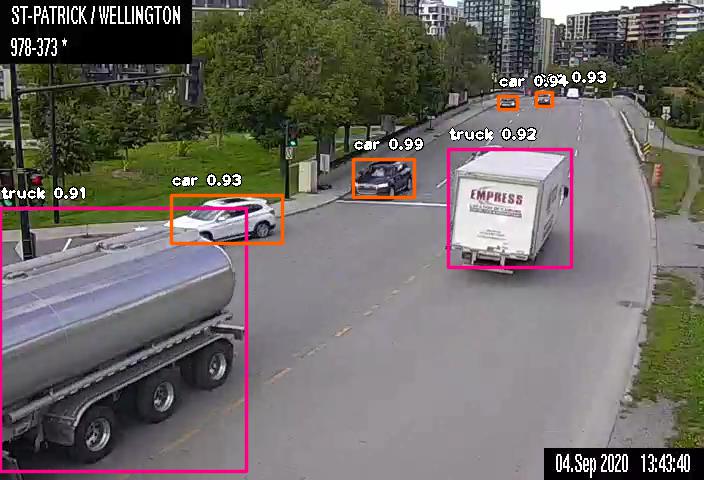 ST-PATRICK / WELLINGTON
978-373 *
car 0.94
0.93
truck 0.92
car 0.99
car 0.93
truck 0.91
EMPRESS
04.Sep 2020 13:43:40